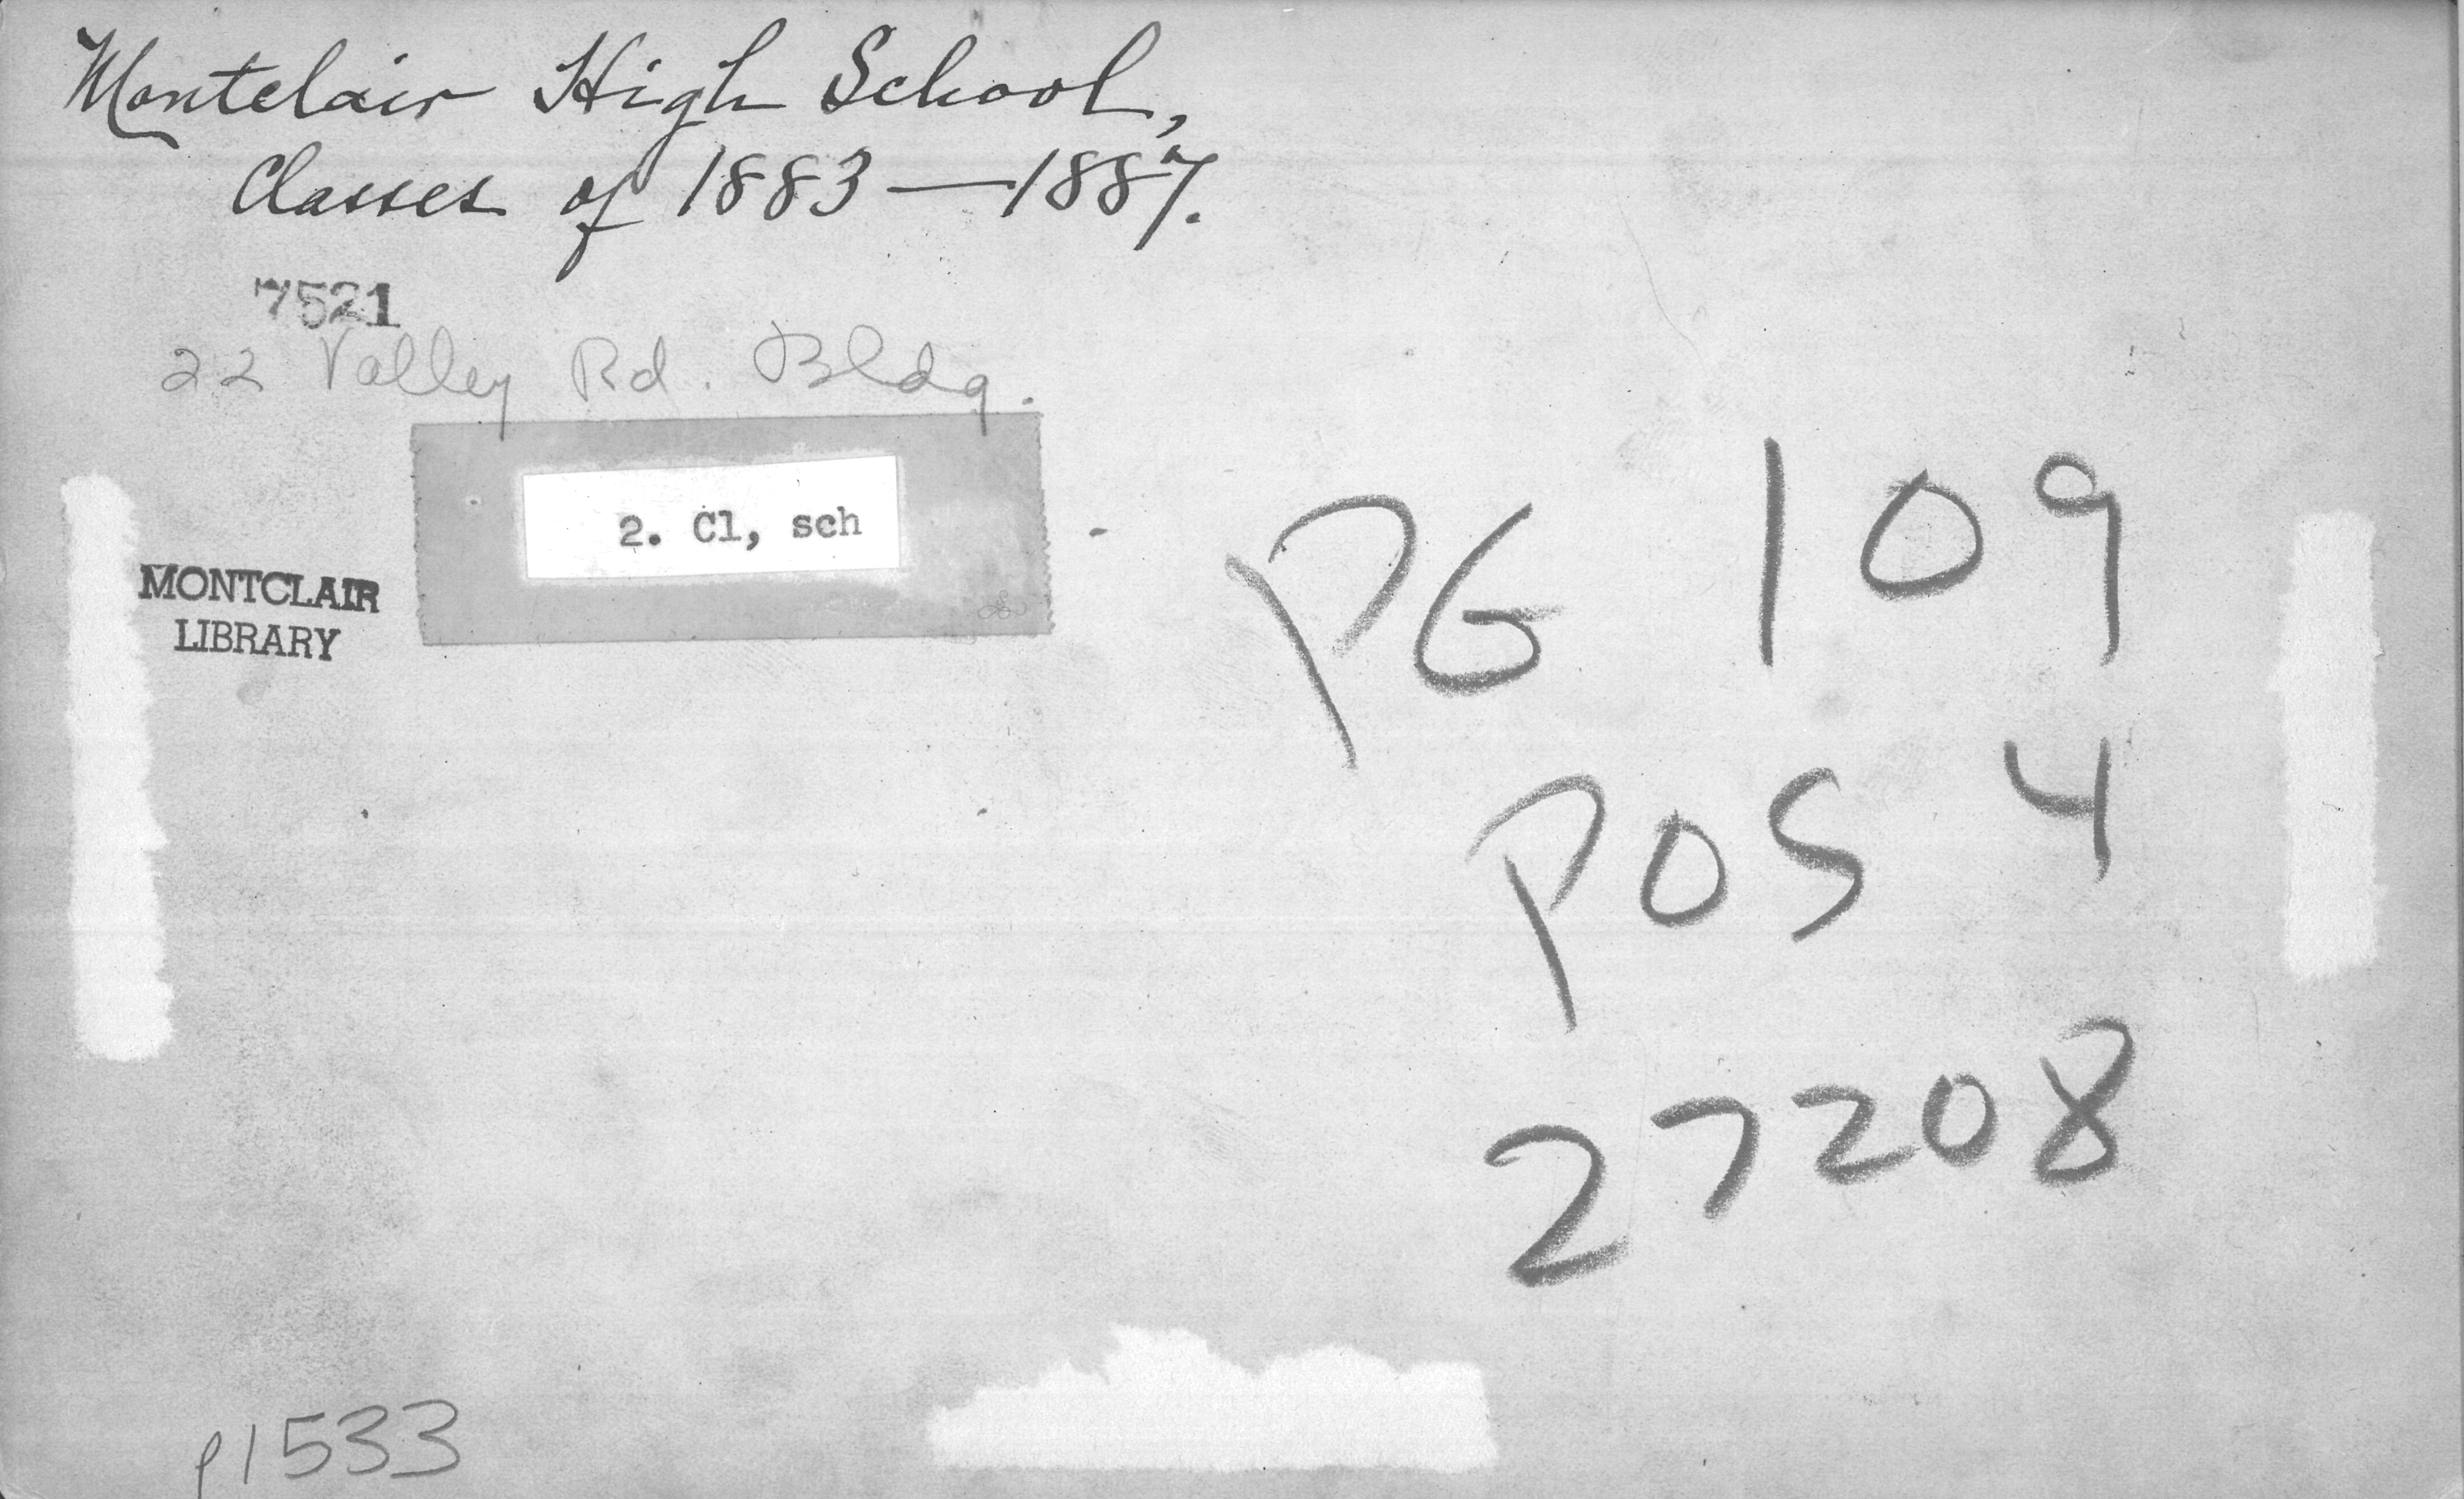 Montclair High School,
Classes of 1883—1887.
7521
22 Valley Rd. Bldg.
2. Cl, sch
MONTCLAIR
LIBRARY
PG 109
POS 4
27208
p1533